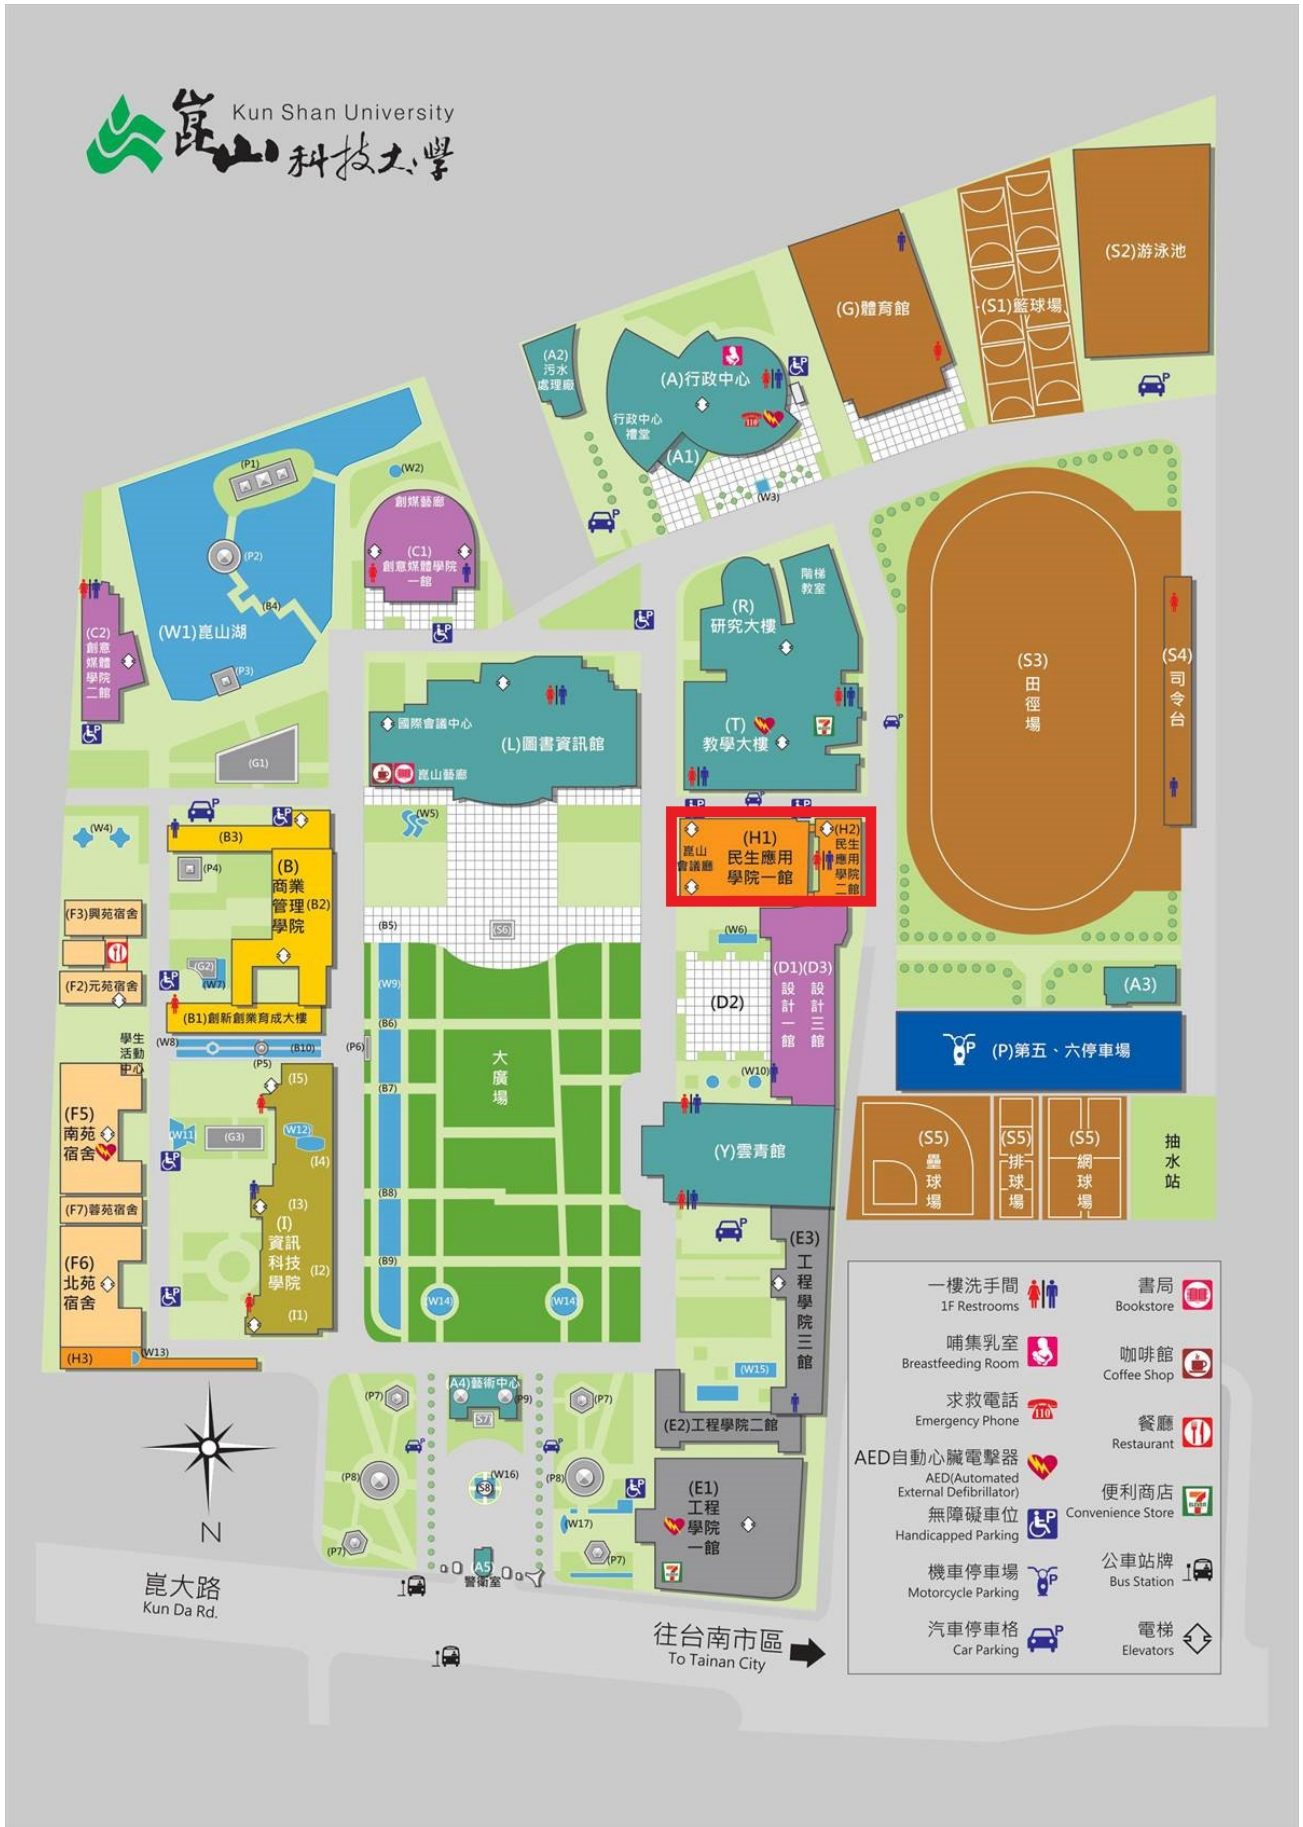 Kun Shan University
崑山科技大學
(S2)游泳池
(G)體育館
(S1)籃球場
(A2)
污水
處理廠
(A)行政中心
行政中心
禮堂
(A1)
110
P
(W3)
(P1)
(W2)
創媒藝廊
(C1)
創意媒體學院
一館
(P2)
(B4)
(W1)崑山湖
(P3)
(C2)
創意
媒體
學院
二館
階梯
教室
(R)
研究大樓
(T)
教學大樓
(S3)
田
徑
場
(S4)
司
令
台
國際會議中心
(L)圖書資訊館
崑山藝廊
(G1)
(W5)
(W4)
(B3)
(P4)
(B)
商業
管理(B2)
學院
(H1)
民生應用
學院一館
崑山
會議廳
(H2)
民生
應用
學院
二館
(F3)興苑宿舍
(F2)元苑宿舍
(G2)
(W7)
(B1)創新創業育成大樓
(B5)
(S6)
(W6)
(W9)
(D1)(D3)
設
計
一
館
設
計
三
館
(D2)
(A3)
學生
活動
中心
(W8)
(B10)
(P5)
(P6)
(B6)
大
廣
場
(P)第五、六停車場
(I5)
(B7)
(W10)
(F5)
南苑
宿舍
(W11)
(G3)
(W12)
(I4)
(Y)雲青館
(S5)
壘
球
場
(S5)
排
球
場
(S5)
網
球
場
抽
水
站
(F7)蓉苑宿舍
(I3)
(B8)
(I)
資訊
科技
學院
(F6)
北苑
宿舍
(I2)
(B9)
(E3)
工
程
學
院
三
館
(I1)
(W14)
(W14)
(H3)
(W13)
(W15)
(A4)藝術中心
(P7)
(P9)
(P7)
(S7)
(E2)工程學院二館
(P8)
(W16)
(S8)
(P8)
(E1)
工程
學院
一館
(W17)
(P7)
(P7)
(A5)
警衛室
N
崑大路
Kun Da Rd.
往台南市區
To Tainan City
一樓洗手間
1F Restrooms
書局
Bookstore
哺集乳室
Breastfeeding Room
咖啡館
Coffee Shop
求救電話
Emergency Phone
110
餐廳
Restaurant
AED自動心臟電擊器
AED(Automated
External Defibrillator)
便利商店
Convenience Store
無障礙車位
Handicapped Parking
公車站牌
Bus Station
機車停車場
Motorcycle Parking
電梯
Elevators
汽車停車格
Car Parking